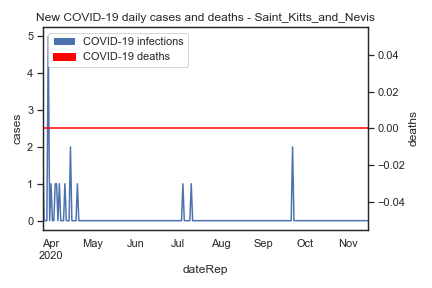 New COVID-19 daily cases and deaths - Saint_Kitts_and_Nevis
COVID-19 infections
COVID-19 deaths
5
4
3
2
1
0
cases
0.04
0.02
0.00
−0.02
−0.04
deaths
Apr May Jun Jul Aug Sep Oct Nov
2020
dateRep